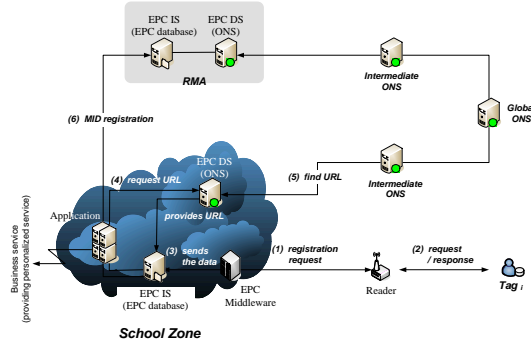 EPC IS
(EPC database)
EPC DS
(ONS)
RMA
Intermediate
ONS
Global
ONS
(6) MID registration
EPC DS
(ONS)
(4) request URL
(5) find URL
Intermediate
ONS
Application
provides URL
(3) sends
the data
(1) registration
request
(2) request
/ response
Business service
(providing personalized service)
EPC IS
(EPC database)
EPC
Middleware
Reader
Tag i
School Zone